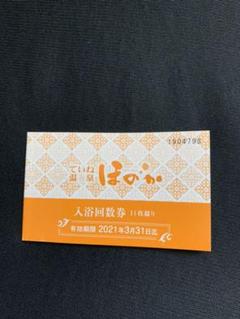 1904798
ていね
温泉 ほのか
入浴回数券 11枚綴り
有効期限 2021年3月31日迄